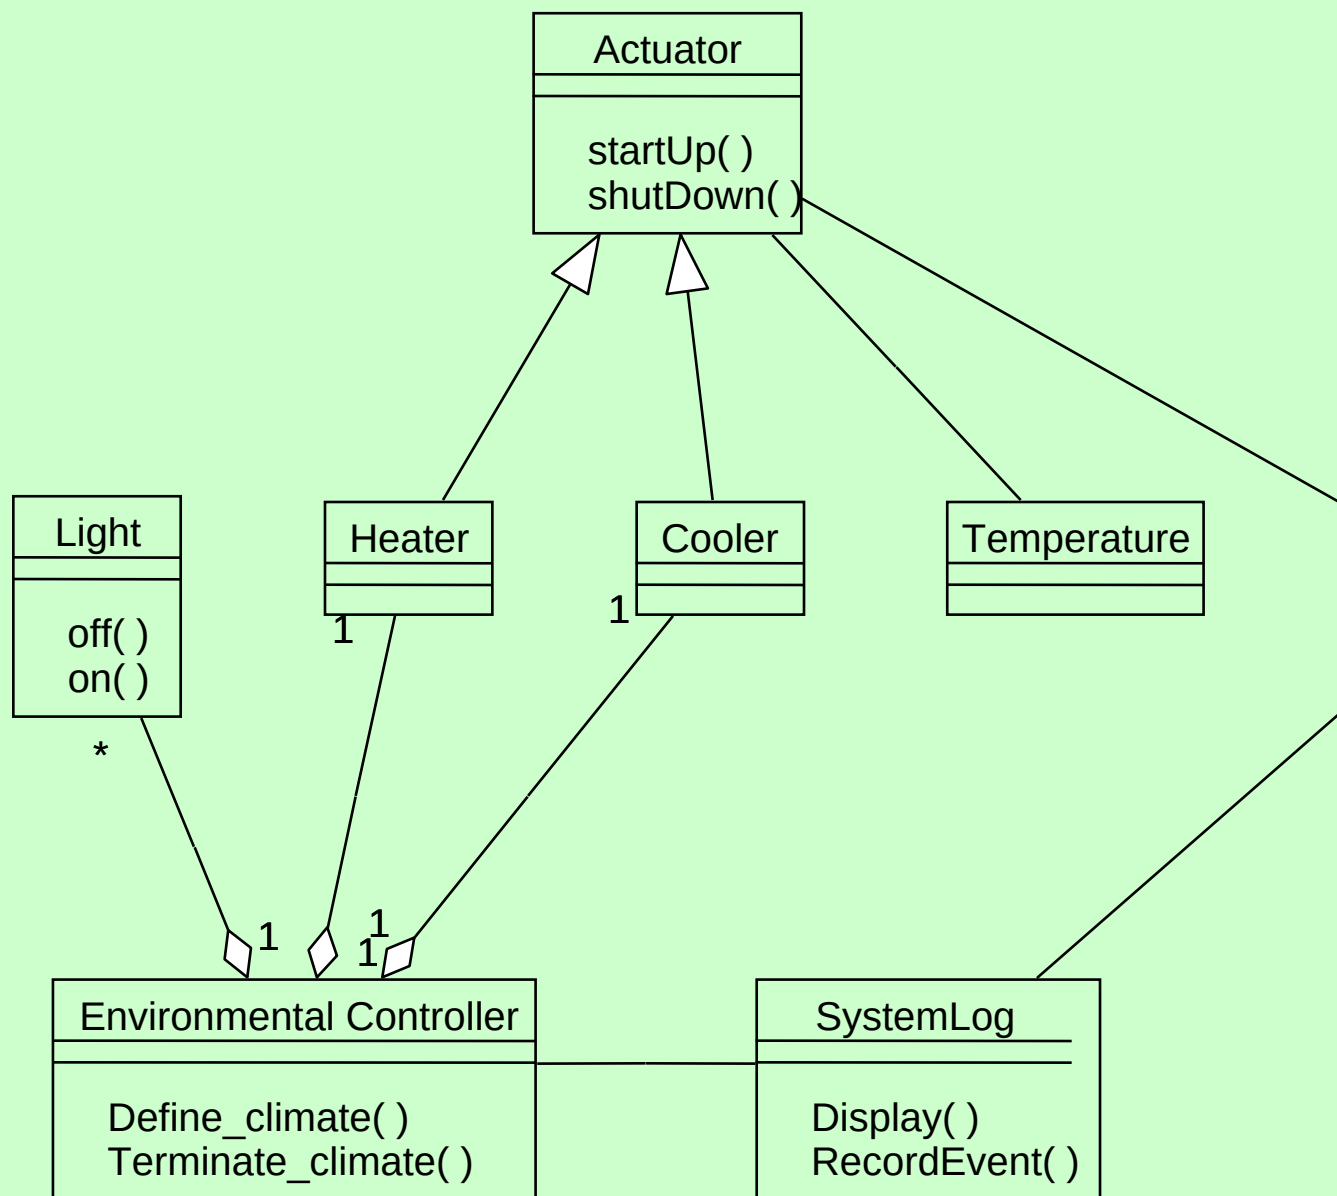 Actuator
startUp( )
shutDown( )
Light
off( )
on( )
Heater
Cooler
Temperature
1
1
*
1
1
1
Environmental Controller
Define_climate( )
Terminate_climate( )
SystemLog
Display( )
RecordEvent( )